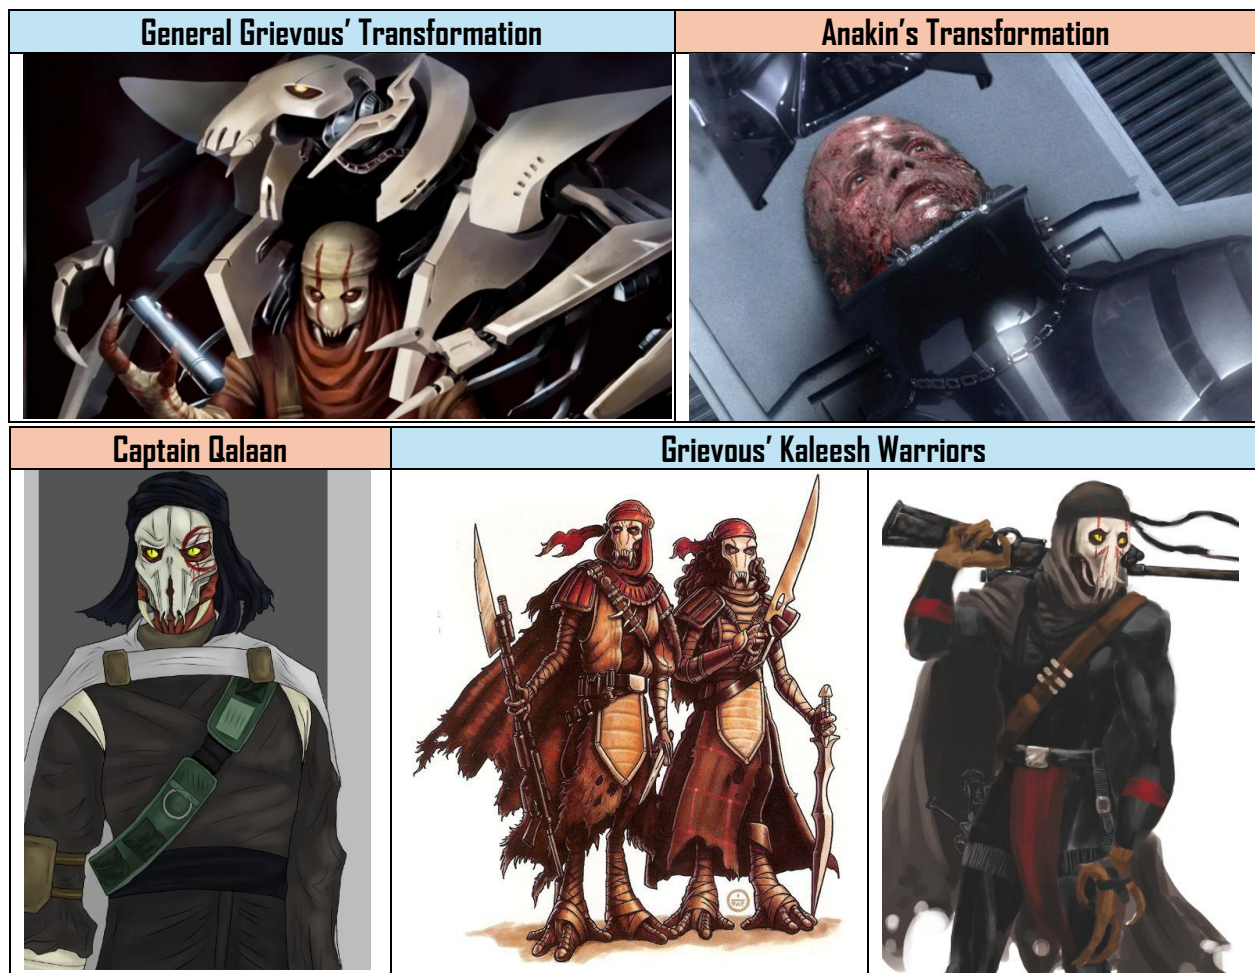 General Grievous' Transformation
Anakin's Transformation
Captain Qalaan
Grievous' Kaleesh Warriors